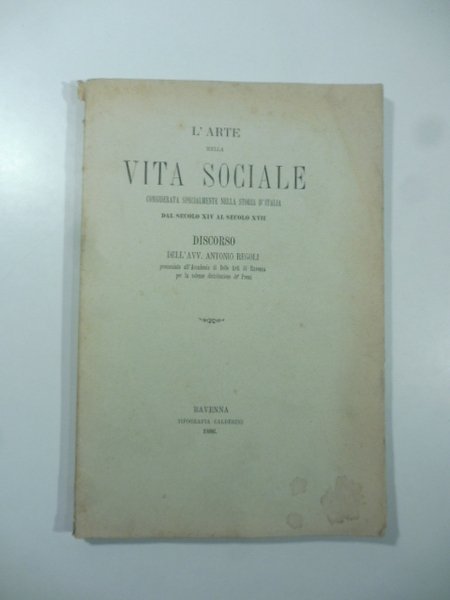 L'ARTE
NELLA
VITA SOCIALE
CONSIDERATA SPECIALMENTE NELLA STORIA D'ITALIA
DAL SECOLO XIV AL SECOLO XVII
DISCORSO
DELL'AVV. ANTONIO REGOLI
pronunziato all'Accademia di Belle Arti di Ravenna
per la solenne distribuzione de' Premi
RAVENNA
TIPOGRAFIA CALDERINI